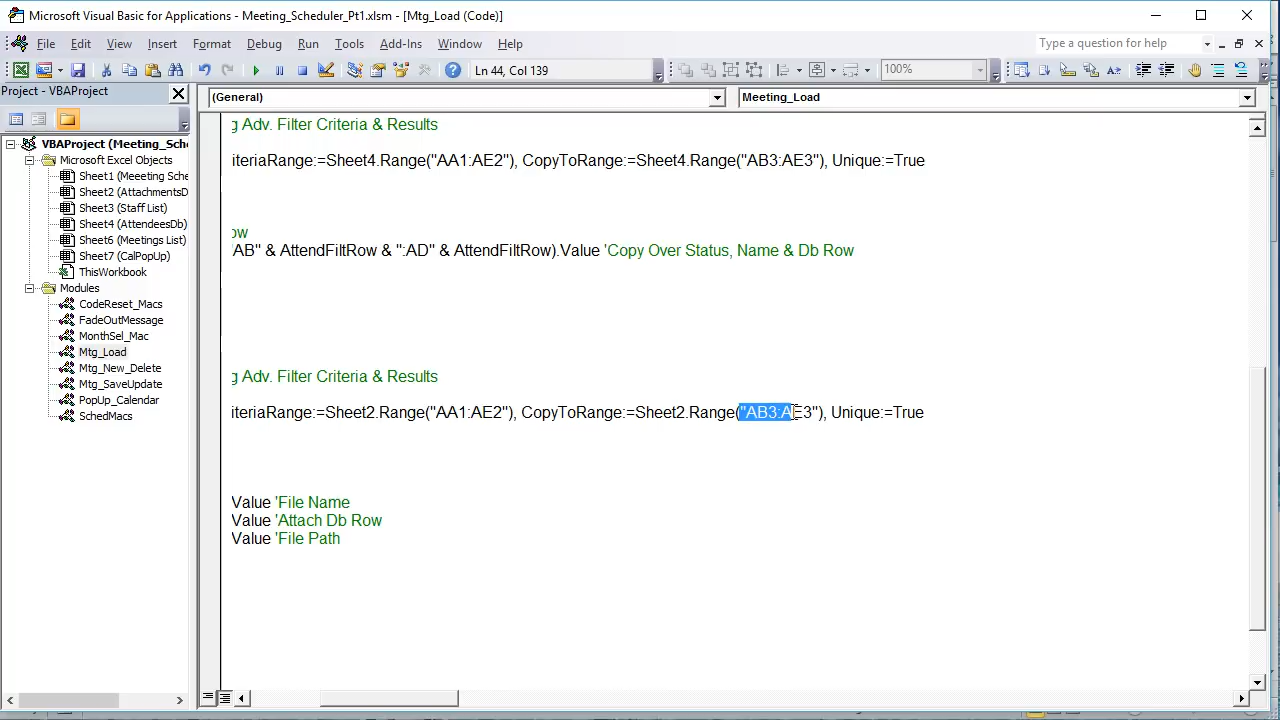 Microsoft Visual Basic for Applications - Meeting_Scheduler_Pt1.xlsm - [Mtg_Load (Code)]
File Edit View Insert Format Debug Run Tools Add-Ins Window Help
Type a question for help
Ln 44, Col 139
100%
Project - VBAProject
(General)
Meeting_Load
VBAProject (Meeting_Sche
Microsoft Excel Objects
Sheet1 (Meeeting Sche
Sheet2 (AttachmentsD
Sheet3 (Staff List)
Sheet4 (AttendeesDb)
Sheet6 (Meetings List)
Sheet7 (CalPopUp)
ThisWorkbook
Modules
CodeReset_Macs
FadeOutMessage
MonthSel_Mac
Mtg_Load
Mtg_New_Delete
Mtg_SaveUpdate
PopUp_Calendar
SchedMacs
g Adv. Filter Criteria & Results
iteriaRange:=Sheet4.Range("AA1:AE2"), CopyToRange:=Sheet4.Range("AB3:AE3"), Unique:=True
ow
"AB" & AttendFiltRow & ":AD" & AttendFiltRow).Value 'Copy Over Status, Name & Db Row
g Adv. Filter Criteria & Results
iteriaRange:=Sheet2.Range("AA1:AE2"), CopyToRange:=Sheet2.Range("AB3:AE3"), Unique:=True
Value 'File Name
Value 'Attach Db Row
Value 'File Path